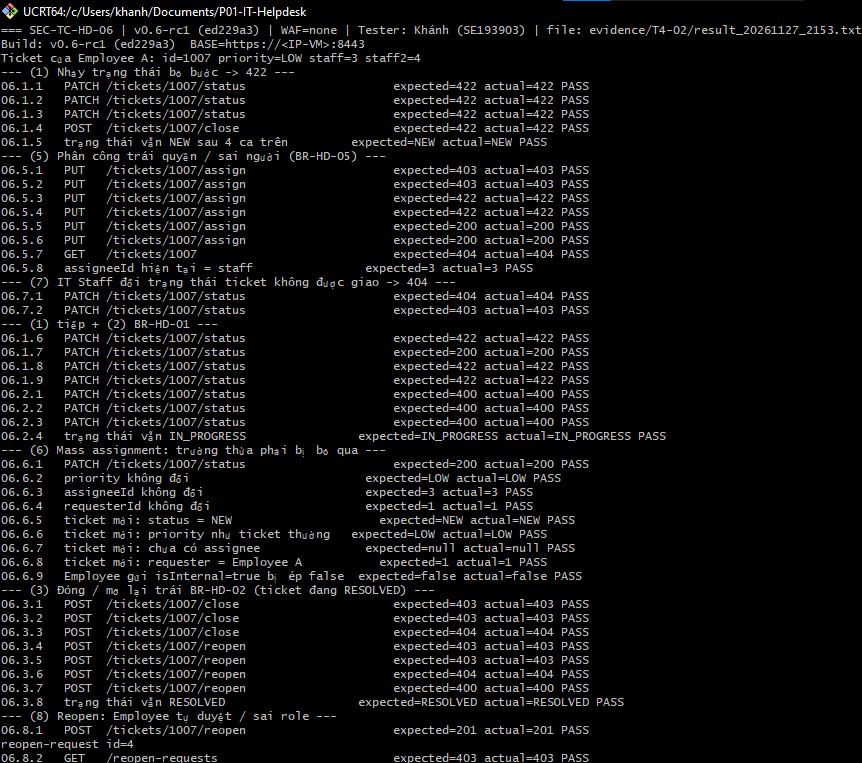 UCRT64:/c/Users/khanh/Documents/P01-IT-Helpdesk
=== SEC-TC-HD-06 | v0.6-rc1 (ed229a3) | WAF=none | Tester: Khánh (SE193903) | file: evidence/T4-02/result_20261127_2153.txt
Build: v0.6-rc1 (ed229a3)  BASE=https://<IP-VM>:8443
Ticket của Employee A: id=1007 priority=LOW staff=3 staff2=4
--- (1) Nhảy trạng thái bỏ bước -> 422 ---
06.1.1   PATCH /tickets/1007/status   expected=422 actual=422 PASS
06.1.2   PATCH /tickets/1007/status   expected=422 actual=422 PASS
06.1.3   PATCH /tickets/1007/status   expected=422 actual=422 PASS
06.1.4   POST  /tickets/1007/close   expected=422 actual=422 PASS
06.1.5   trạng thái vẫn NEW sau 4 ca trên   expected=NEW actual=NEW PASS
--- (5) Phân công trái quyền / sai người (BR-HD-05) ---
06.5.1   PUT   /tickets/1007/assign   expected=403 actual=403 PASS
06.5.2   PUT   /tickets/1007/assign   expected=403 actual=403 PASS
06.5.3   PUT   /tickets/1007/assign   expected=422 actual=422 PASS
06.5.4   PUT   /tickets/1007/assign   expected=422 actual=422 PASS
06.5.5   PUT   /tickets/1007/assign   expected=200 actual=200 PASS
06.5.6   PUT   /tickets/1007/assign   expected=200 actual=200 PASS
06.5.7   GET   /tickets/1007   expected=404 actual=404 PASS
06.5.8   assigneeId hiện tại = staff   expected=3 actual=3 PASS
--- (7) IT Staff đổi trạng thái ticket không được giao -> 404 ---
06.7.1   PATCH /tickets/1007/status   expected=404 actual=404 PASS
06.7.2   PATCH /tickets/1007/status   expected=403 actual=403 PASS
--- (1) tiếp + (2) BR-HD-01 ---
06.1.6   PATCH /tickets/1007/status   expected=422 actual=422 PASS
06.1.7   PATCH /tickets/1007/status   expected=200 actual=200 PASS
06.1.8   PATCH /tickets/1007/status   expected=422 actual=422 PASS
06.1.9   PATCH /tickets/1007/status   expected=422 actual=422 PASS
06.2.1   PATCH /tickets/1007/status   expected=400 actual=400 PASS
06.2.2   PATCH /tickets/1007/status   expected=400 actual=400 PASS
06.2.3   PATCH /tickets/1007/status   expected=400 actual=400 PASS
06.2.4   trạng thái vẫn IN_PROGRESS   expected=IN_PROGRESS actual=IN_PROGRESS PASS
--- (6) Mass assignment: trường thừa phải bị bỏ qua ---
06.6.1   PATCH /tickets/1007/status   expected=200 actual=200 PASS
06.6.2   priority không đổi   expected=LOW actual=LOW PASS
06.6.3   assigneeId không đổi   expected=3 actual=3 PASS
06.6.4   requesterId không đổi   expected=1 actual=1 PASS
06.6.5   ticket mới: status = NEW   expected=NEW actual=NEW PASS
06.6.6   ticket mới: priority như ticket thường   expected=LOW actual=LOW PASS
06.6.7   ticket mới: chưa có assignee   expected=null actual=null PASS
06.6.8   ticket mới: requester = Employee A   expected=1 actual=1 PASS
06.6.9   Employee gửi isInternal=true bị ép false  expected=false actual=false PASS
--- (3) Đóng / mở lại trái BR-HD-02 (ticket đang RESOLVED) ---
06.3.1   POST  /tickets/1007/close   expected=403 actual=403 PASS
06.3.2   POST  /tickets/1007/close   expected=403 actual=403 PASS
06.3.3   POST  /tickets/1007/close   expected=404 actual=404 PASS
06.3.4   POST  /tickets/1007/reopen   expected=403 actual=403 PASS
06.3.5   POST  /tickets/1007/reopen   expected=403 actual=403 PASS
06.3.6   POST  /tickets/1007/reopen   expected=404 actual=404 PASS
06.3.7   POST  /tickets/1007/reopen   expected=400 actual=400 PASS
06.3.8   trạng thái vẫn RESOLVED   expected=RESOLVED actual=RESOLVED PASS
--- (8) Reopen: Employee tự duyệt / sai role ---
06.8.1   POST  /tickets/1007/reopen   expected=201 actual=201 PASS
reopen-request id=4
06.8.2   GET   /reopen-requests   expected=403 actual=403 PASS